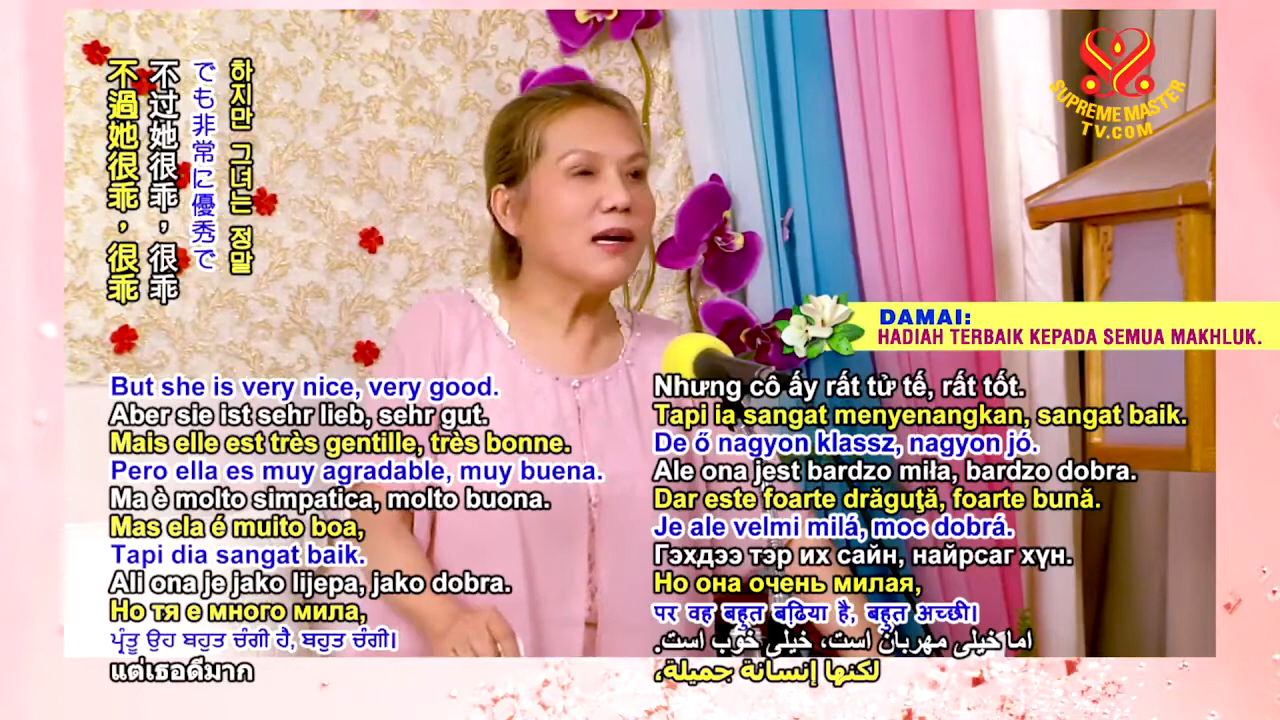 不過她很乖，很乖
不过她很乖，很乖
でも非常に優秀で
하지만 그녀는 정말
SUPREME MASTER
TV.COM
DAMAI:
HADIAH TERBAIK KEPADA SEMUA MAKHLUK.
But she is very nice, very good.
Aber sie ist sehr lieb, sehr gut.
Mais elle est très gentille, très bonne.
Pero ella es muy agradable, muy buena.
Ma è molto simpatica, molto buona.
Mas ela é muito boa,
Tapi dia sangat baik.
Ali ona je jako lijepa, jako dobra.
Но тя е много мила,
ਪ੍ਰੰਤੂ ਉਹ ਬਹੁਤ ਚੰਗੀ ਹੈ, ਬਹੁਤ ਚੰਗੀ।
แต่เธอดีมาก
Nhưng cô ấy rất tử tế, rất tốt.
Tapi ia sangat menyenangkan, sangat baik.
De ő nagyon klassz, nagyon jó.
Ale ona jest bardzo miła, bardzo dobra.
Dar este foarte drăguţă, foarte bună.
Je ale velmi milá, moc dobrá.
Гэхдээ тэр их сайн, найрсаг хүн.
Но она очень милая,
पर वह बहुत बढ़िया है, बहुत अच्छी।
اما خیلی مهربان است، خیلی خوب است.
لكنها إنسانة جميلة،